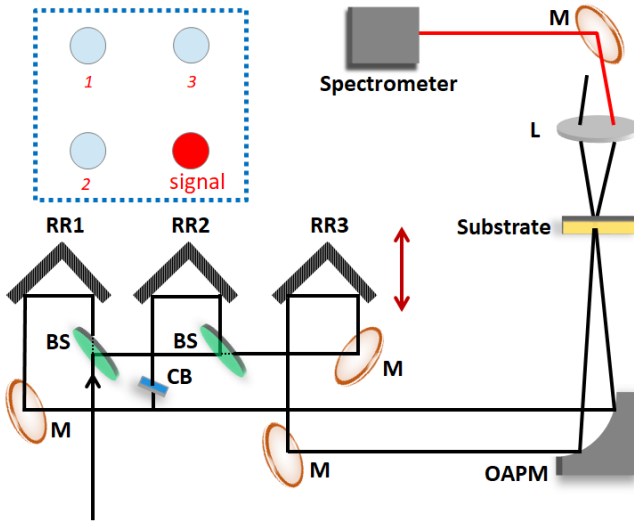 M
Spectrometer
1
3
L
2
signal
RR1
RR2
RR3
Substrate
BS
BS
CB
M
M
M
OAPM